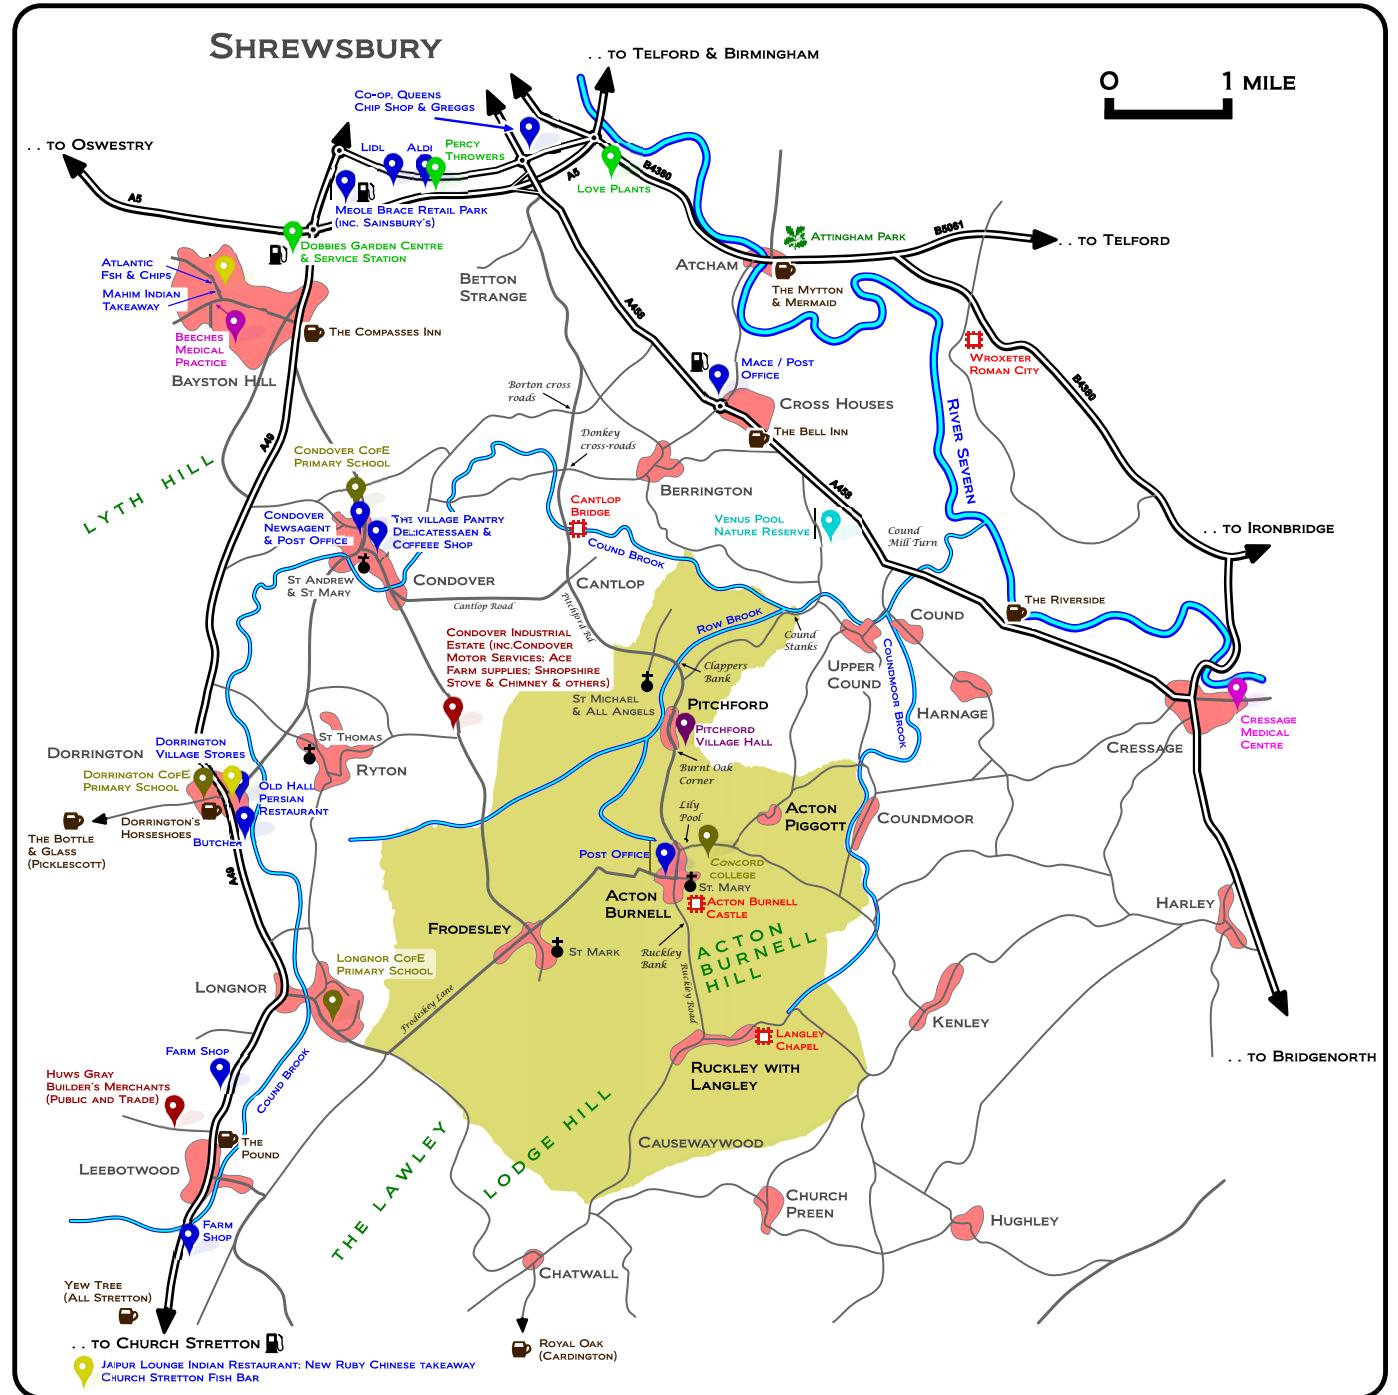 Shrewsbury
. . to Telford & Birmingham
0 1 mile
Co-op, Queens
Chip Shop & Greggs
. . to Oswestry
Lidl
Aldi
Percy
Throwers
A5
A5
B4380
Love Plants
Meole Brace Retail Park
(inc. Sainsbury's)
Dobbies Garden Centre
& Service Station
Attingham Park
B5061
. . to Telford
Atcham
The Mytton
& Mermaid
Atlantic
Fsh & Chips
Mahim Indian
Takeaway
Betton
Strange
A458
The Compasses Inn
Beeches
Medical
Practice
Bayston Hill
Wroxeter
Roman City
B4380
Mace / Post
Office
Borton cross
roads
Cross Houses
River Severn
The Bell Inn
Donkey
cross-roads
A49
Condover CofE
Primary School
Lyth Hill
Berrington
A458
Cantlop
Bridge
Condover
Newsagent
& Post Office
The village Pantry
Delicatessaen &
Coffeee Shop
Venus Pool
Nature Reserve
Cound
Mill Turn
. . to Ironbridge
Cound Brook
St Andrew
& St Mary
Condover
Cantlop
Cantlop Road
Pitchford Rd
The Riverside
Row Brook
Cound
Cound
Stanks
Condover Industrial
Estate (inc.Condover
Motor Services; Ace
Farm supplies; Shropshire
Stove & Chimney & others)
Clappers
Bank
Upper
Cound
Coundmoor Brook
St Michael
& All Angels
Pitchford
Harnage
Pitchford
Village Hall
Cressage
Medical
Centre
Cressage
St Thomas
Dorrington
Dorrington
Village Stores
Ryton
Burnt Oak
Corner
Dorrington CofE
Primary School
Old Hall
Persian
Restaurant
Lily
Pool
Acton
Piggott
Coundmoor
Dorrington's
Horseshoes
Butcher
The Bottle
& Glass
(Picklescott)
Post Office
Concord
college
St. Mary
A49
Acton
Burnell
Acton Burnell
Castle
Harley
Frodesley
St Mark
Acton
Burnell
Hill
Ruckley
Bank
Ruckley Road
Longnor CofE
Primary School
Longnor
Frodeskey Lane
Kenley
Langley
Chapel
Farm Shop
Ruckley with
Langley
. . to Bridgenorth
Huws Gray
Builder's Merchants
(Public and Trade)
Cound Brook
Lodge Hill
The Lawley
Causewaywood
The
Pound
Leebotwood
Church
Preen
Hughley
Farm
Shop
Chatwall
Yew Tree
(All Stretton)
. . to Church Stretton
Royal Oak
(Cardington)
Jaipur Lounge Indian Restaurant; New Ruby Chinese takeaway
Church Stretton Fish Bar